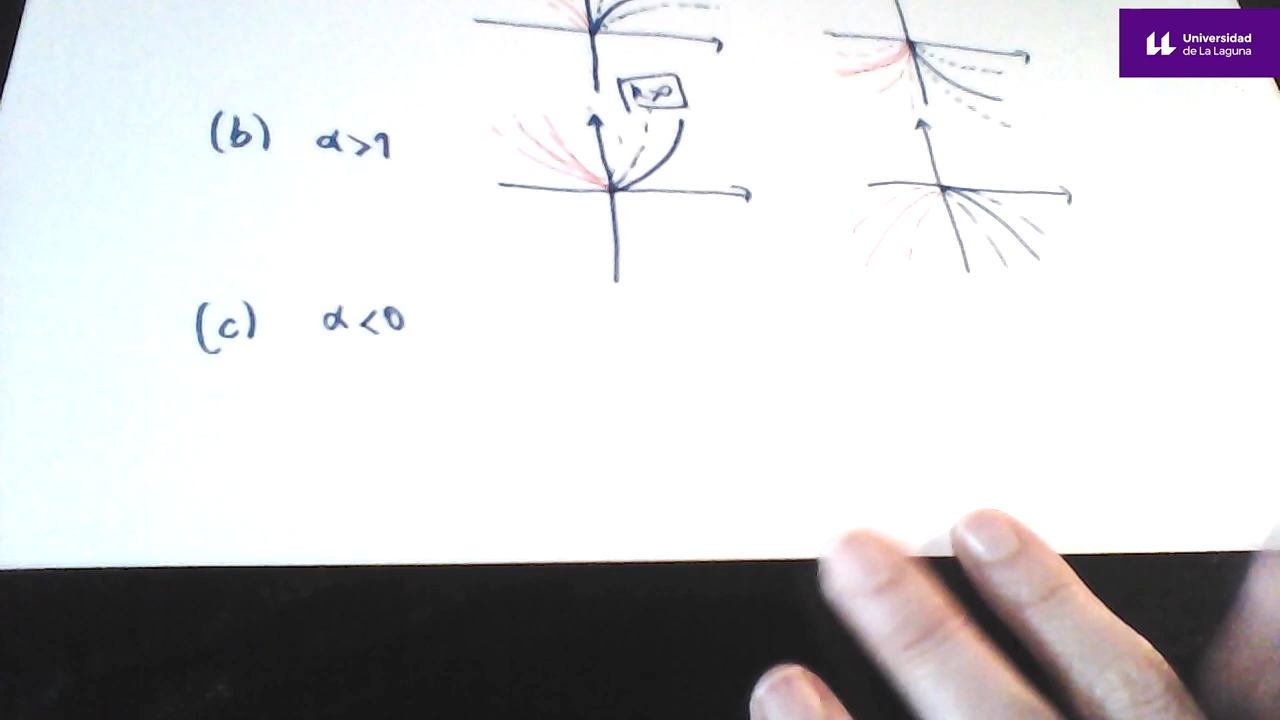 Universidad
de La Laguna
(b) α>1
(c) α<0